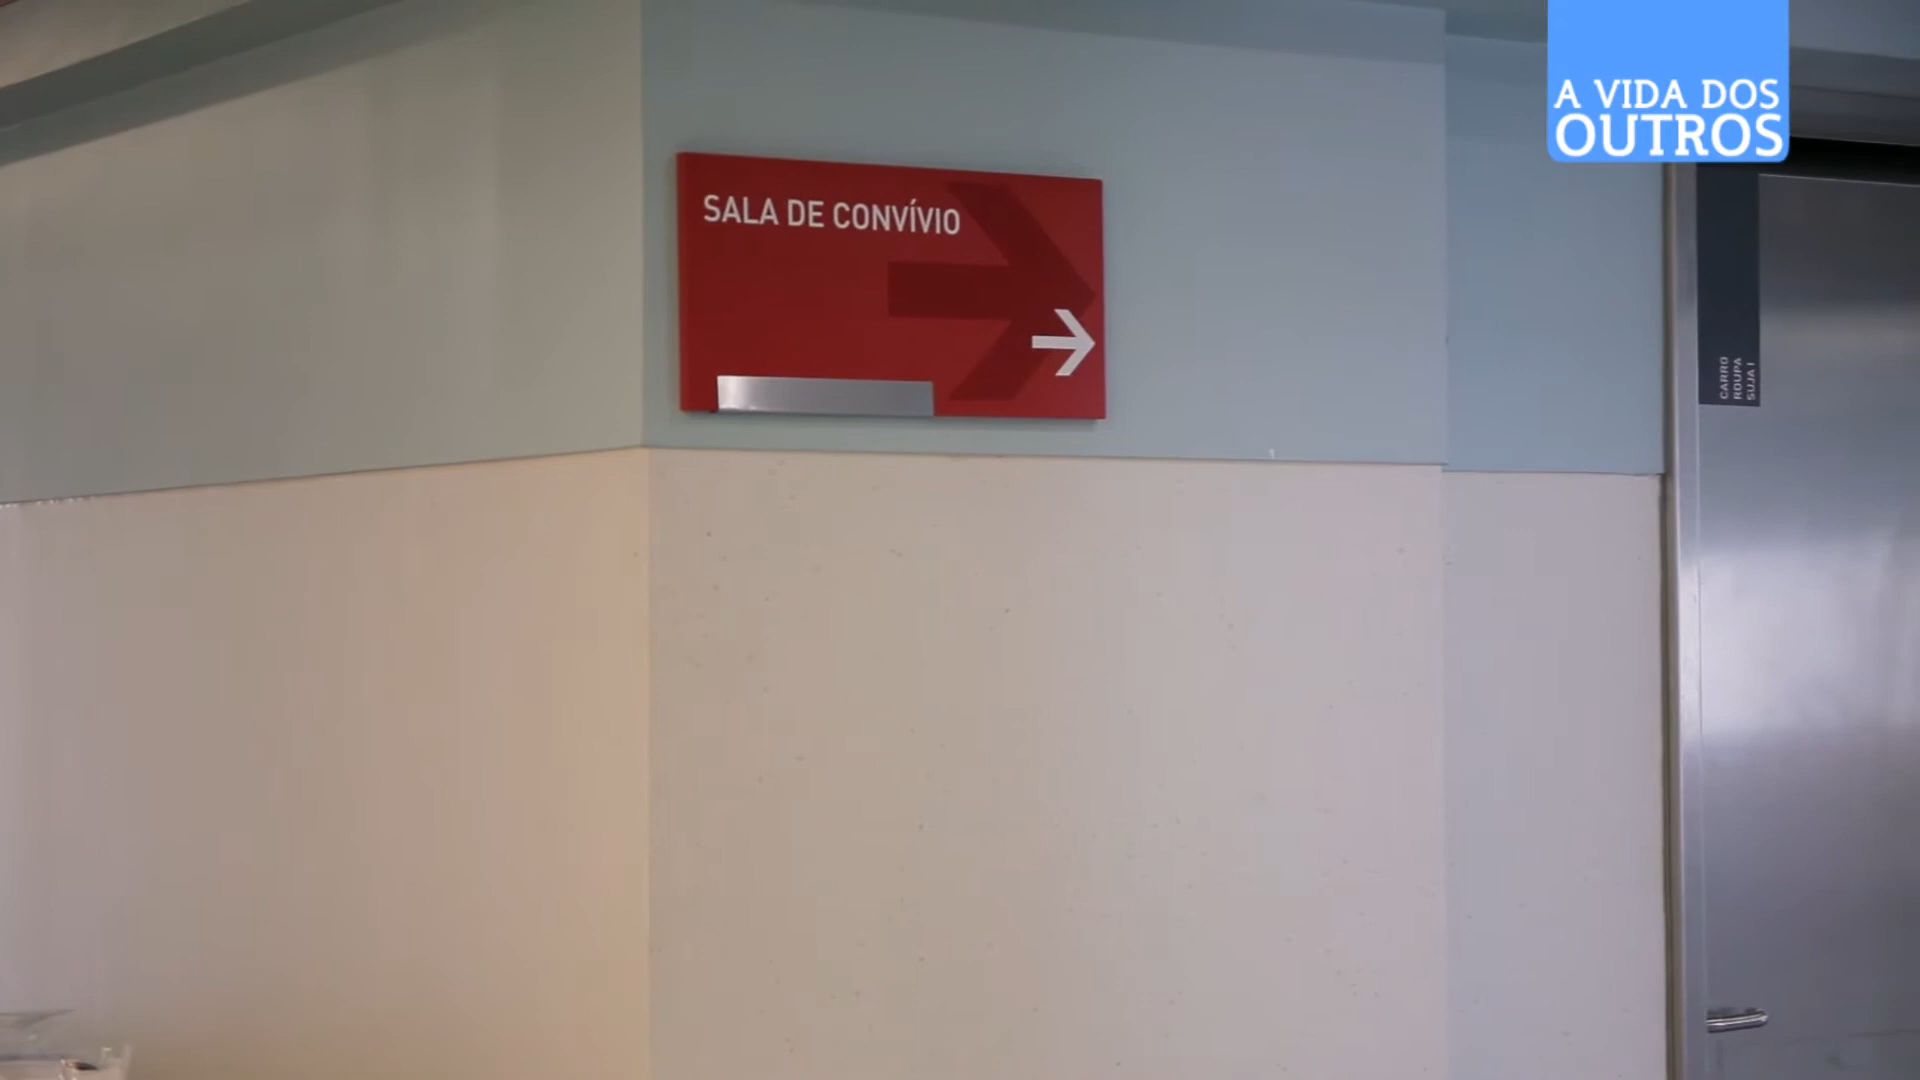 A VIDA DOS
OUTROS
SALA DE CONVÍVIO
CARRO
ROUPA
SUJA I